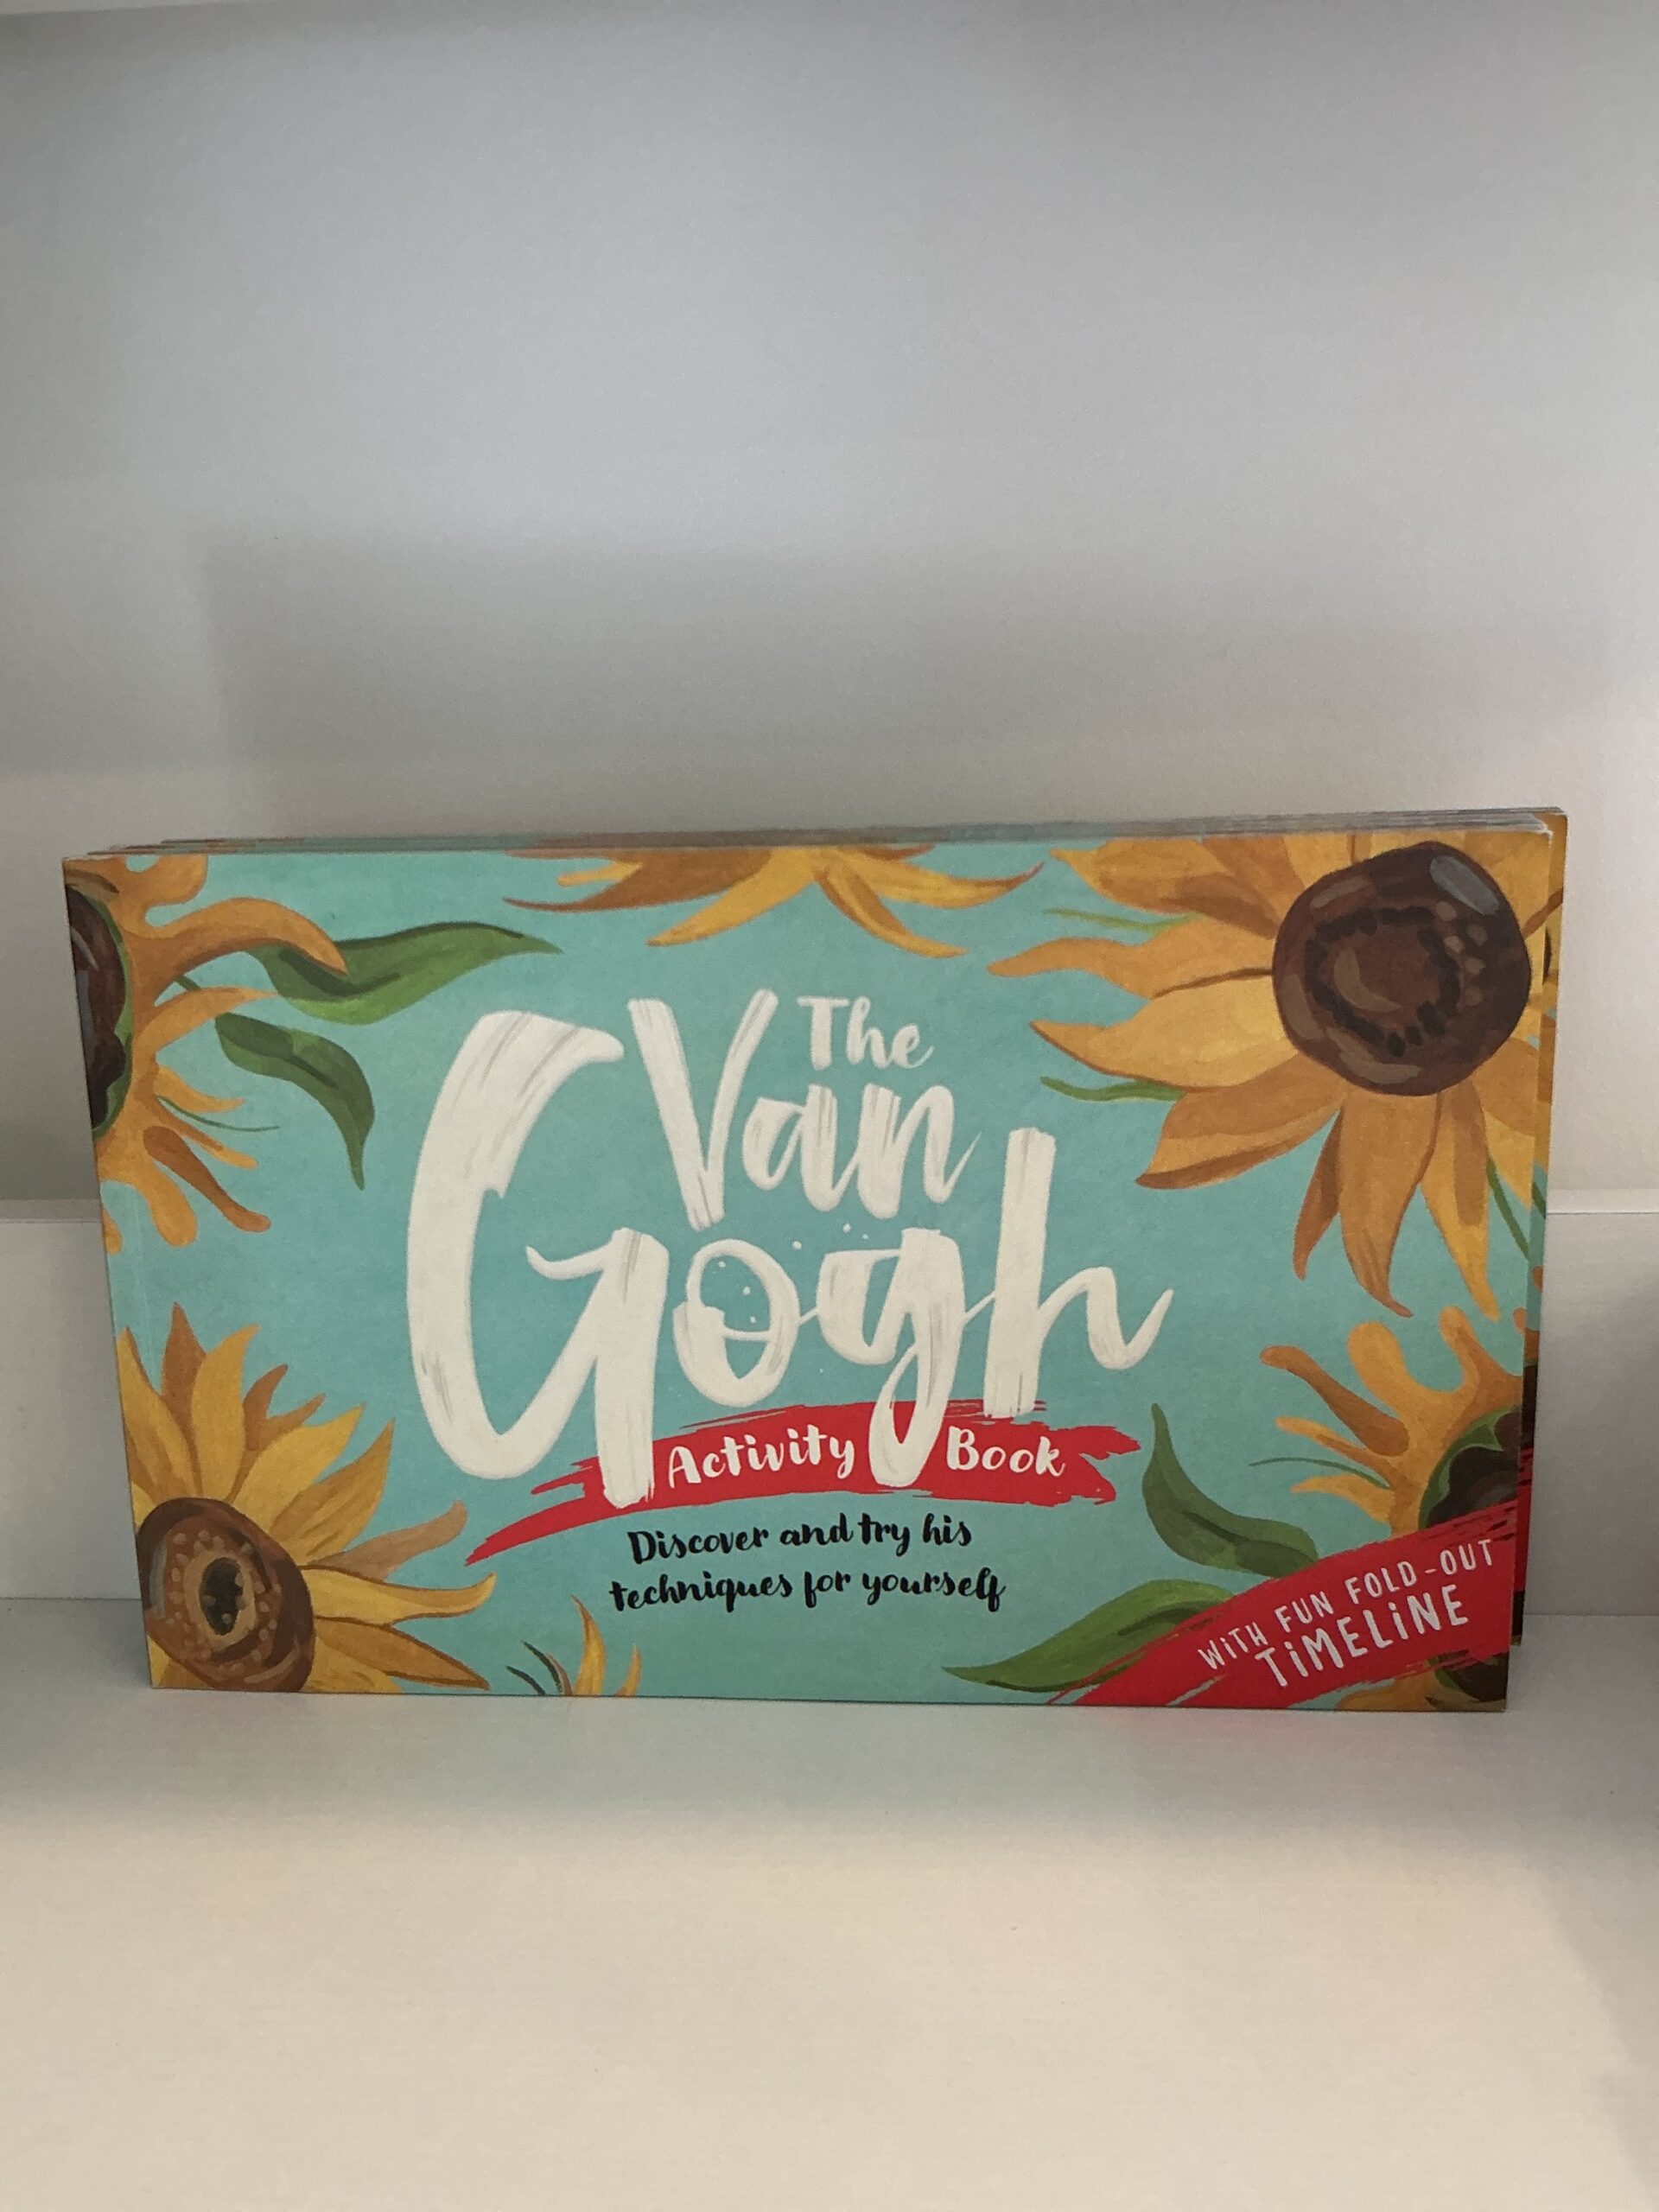 The
Van
Gogh
Activity Book
Discover and try his
techniques for yourself
WiTH FUN FOLD-OUT
TiMELiNE